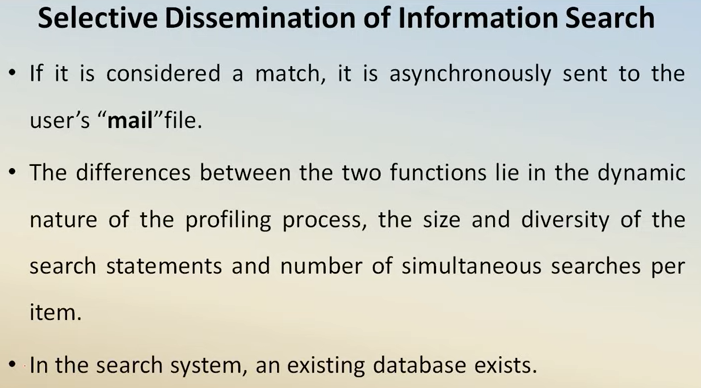 Selective Dissemination of Information Search
• If it is considered a match, it is asynchronously sent to the
user’s “mail”file.
• The differences between the two functions lie in the dynamic
nature of the profiling process, the size and diversity of the
search statements and number of simultaneous searches per
item.
• In the search system, an existing database exists.